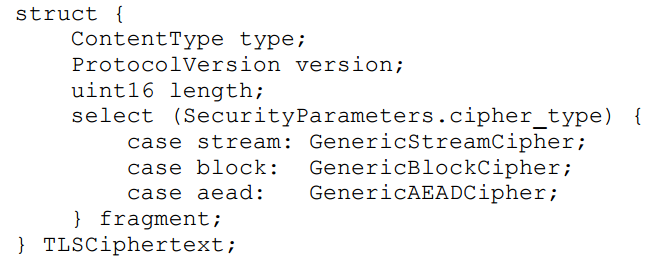 struct {
    ContentType type;
    ProtocolVersion version;
    uint16 length;
    select (SecurityParameters.cipher_type) {
        case stream: GenericStreamCipher;
        case block:  GenericBlockCipher;
        case aead:   GenericAEADCipher;
    } fragment;
} TLSCiphertext;